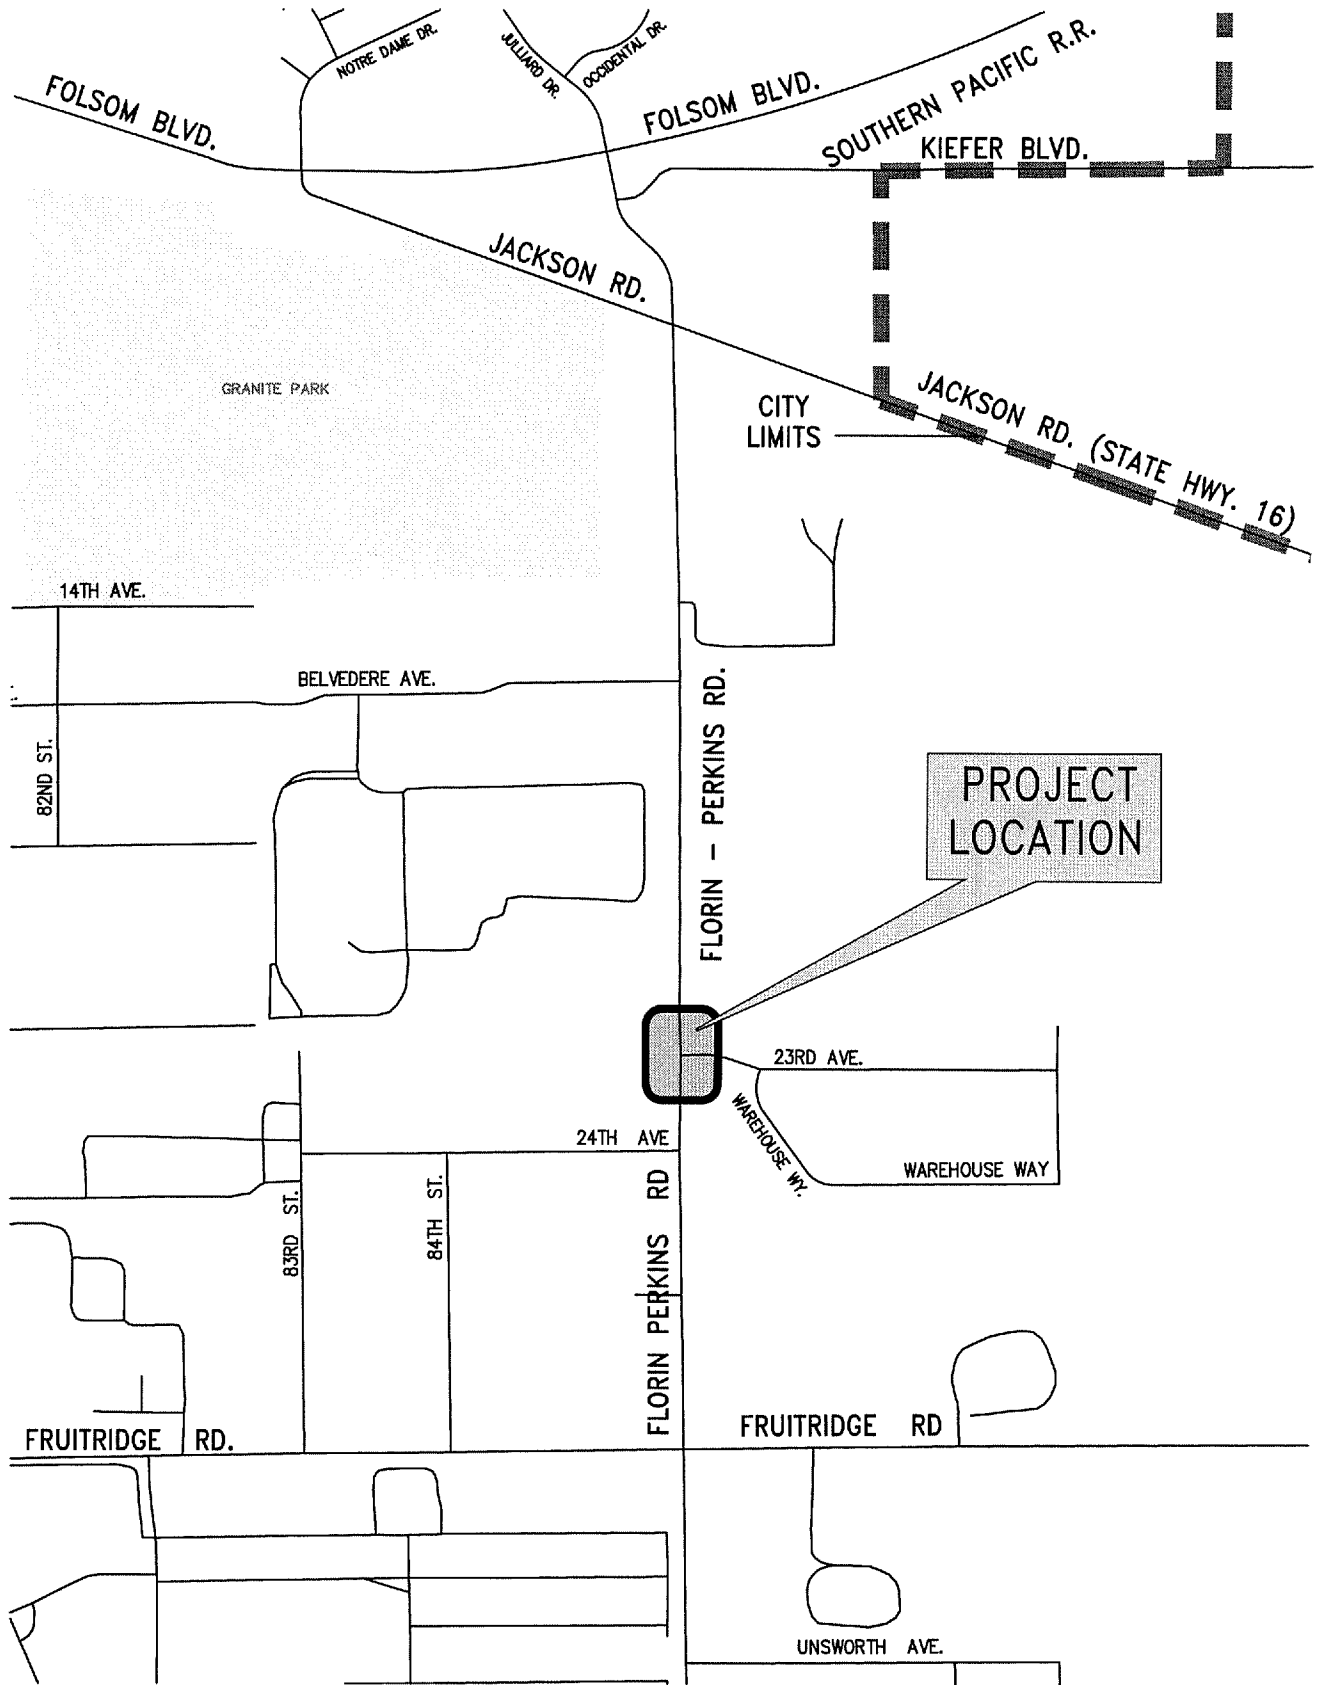 NOTRE DAME DR.
JULLIARD DR.
OCCIDENTAL DR.
FOLSOM BLVD.
FOLSOM BLVD.
SOUTHERN PACIFIC R.R.
KIEFER BLVD.
JACKSON RD.
GRANITE PARK
CITY
LIMITS
JACKSON RD. (STATE HWY. 16)
14TH AVE.
BELVEDERE AVE.
82ND ST.
FLORIN – PERKINS RD.
PROJECT
LOCATION
23RD AVE.
WAREHOUSE WY.
24TH AVE
WAREHOUSE WAY
83RD ST.
84TH ST.
FLORIN PERKINS RD
FRUITRIDGE RD.
FRUITRIDGE RD
UNSWORTH AVE.